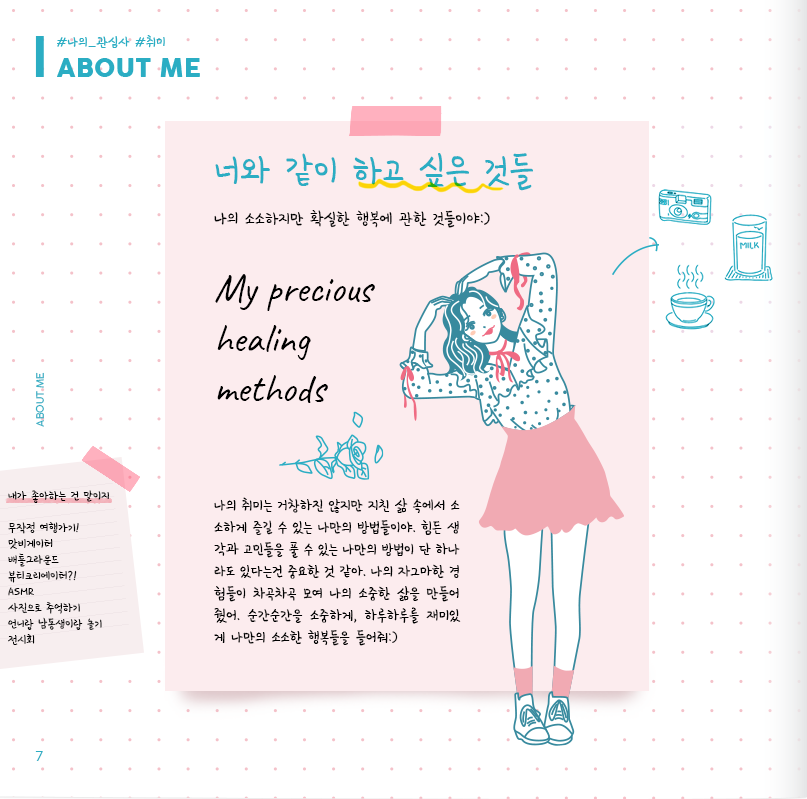 #나의_관심사 #취미
ABOUT ME
너와 같이 하고 싶은 것들
나의 소소하지만 확실한 행복에 관한 것들이야:)
My precious
healing
methods
MILK
ABOUT.ME
내가 좋아하는 건 말이지
무작정 여행가기!
맛비게이터
배틀그라운드
뷰티크리에이터?!
ASMR
사진으로 추억하기
언니랑 남동생이랑 놀기
전시회
나의 취미는 거창하진 않지만 지친 삶 속에서 소
소하게 즐길 수 있는 나만의 방법들이야. 힘든 생
각과 고민들을 풀 수 있는 나만의 방법이 단 하나
라도 있다는건 중요한 것 같아. 나의 자그마한 경
험들이 차곡차곡 모여 나의 소중한 삶을 만들어
줬어. 순간순간을 소중하게, 하루하루를 재미있
게 나만의 소소한 행복들을 들어줘:)
7